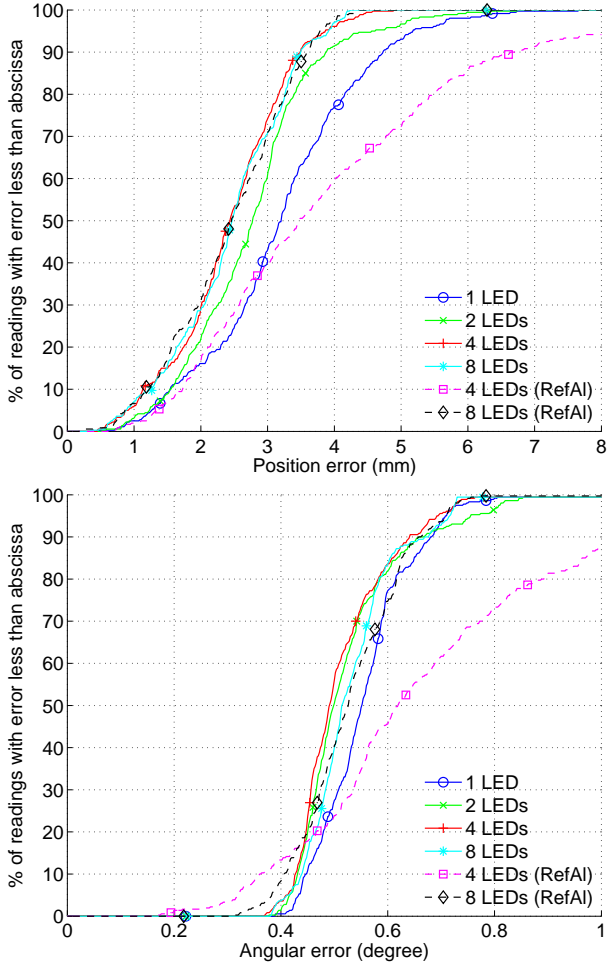 % of readings with error less than abscissa
100
90
80
70
60
50
40
30
20
10
0
0 1 2 3 4 5 6 7 8
Position error (mm)
1 LED
2 LEDs
4 LEDs
8 LEDs
4 LEDs (RefAl)
8 LEDs (RefAl)
% of readings with error less than abscissa
100
90
80
70
60
50
40
30
20
10
0
0 0.2 0.4 0.6 0.8 1
Angular error (degree)
1 LED
2 LEDs
4 LEDs
8 LEDs
4 LEDs (RefAl)
8 LEDs (RefAl)